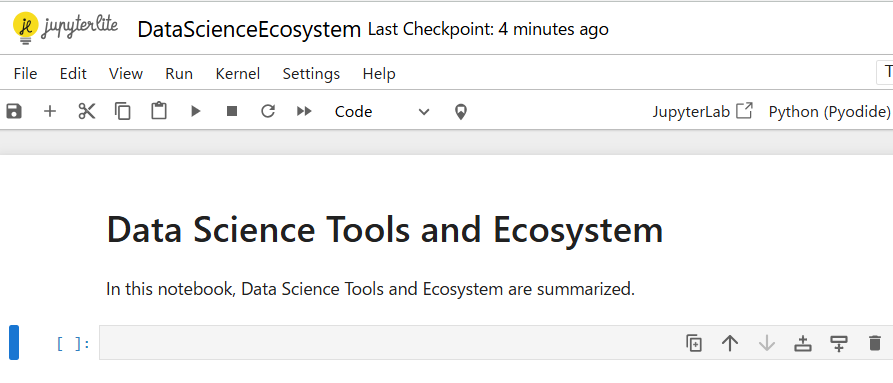 jupyterlite DataScienceEcosystem Last Checkpoint: 4 minutes ago
File Edit View Run Kernel Settings Help T
Code JupyterLab Python (Pyodide)
Data Science Tools and Ecosystem
In this notebook, Data Science Tools and Ecosystem are summarized.
[ ]: